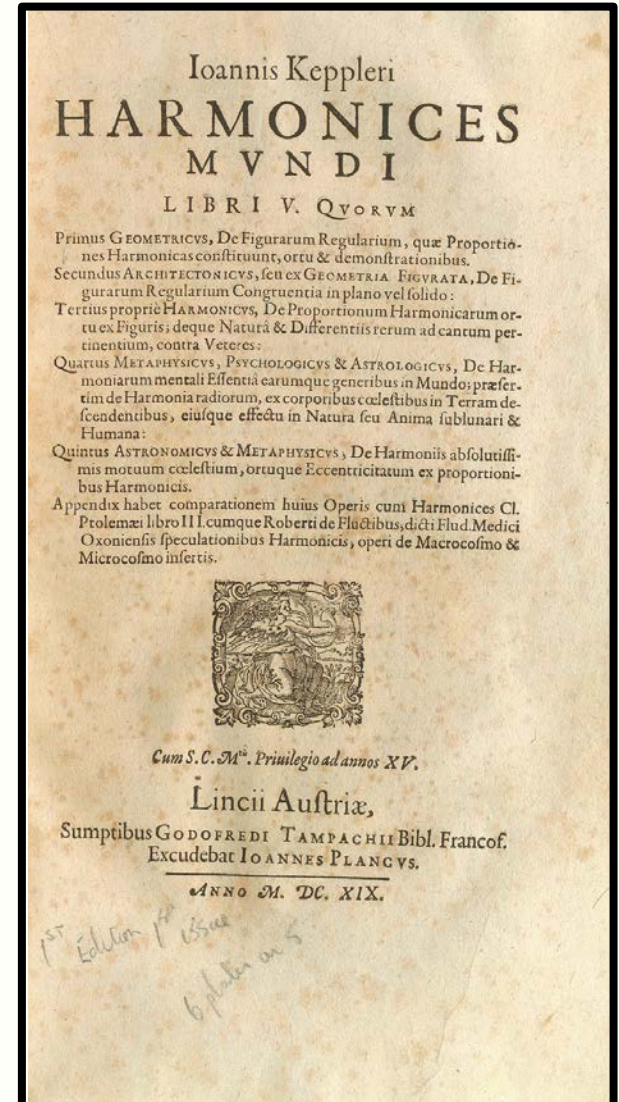 Ioannis Keppleri
HARMONICES
MVNDI
LIBRI V. QVORVM
Primus GEOMETRICVS, De Figurarum Regularium, quæ Proportio-
nes Harmonicas conſtituunt, ortu & demonſtrationibus.
Secundus ARCHITECTONICVS, ſeu ex GEOMETRIA FIGVRATA, De Fi-
gurarum Regularium Congruentia in plano vel ſolido:
Tertius propriè HARMONICVS, De Proportionum Harmonicarum or-
tu ex Figuris; deque Naturâ & Differentiis rerum ad cantum per-
tinentium, contra Veteres:
Quartus METAPHYSICVS, PSYCHOLOGICVS & ASTROLOGICVS, De Har-
moniarum mentali Eſſentiâ earumque generibus in Mundo; præſer-
tim de Harmonia radiorum, ex corporibus cœleſtibus in Terram de-
ſcendentibus, eiuſque effectu in Natura ſeu Anima ſublunari &
Humana:
Quintus ASTRONOMICVS & METAPHYSICVS, De Harmoniis abſolutiſſi-
mis motuum cœleſtium, ortuque Eccentricitatum ex proportioni-
bus Harmonicis.
Appendix habet comparationem huius Operis cum Harmonices Cl.
Ptolemæi libro III. cumque Roberti de Fluctibus, dicti Flud. Medici
Oxonienſis ſpeculationibus Harmonicis, operi de Macrocoſmo &
Microcoſmo inſertis.
Cum S. C. Mtis. Priuilegio ad annos XV.
Lincii Auſtriæ,
Sumptibus GODOFREDI TAMPACHII Bibl. Francof.
Excudebat IOANNES PLANCVS.
ANNO M. DC. XIX.
1ST Edition 1st issue
6 plates on 5